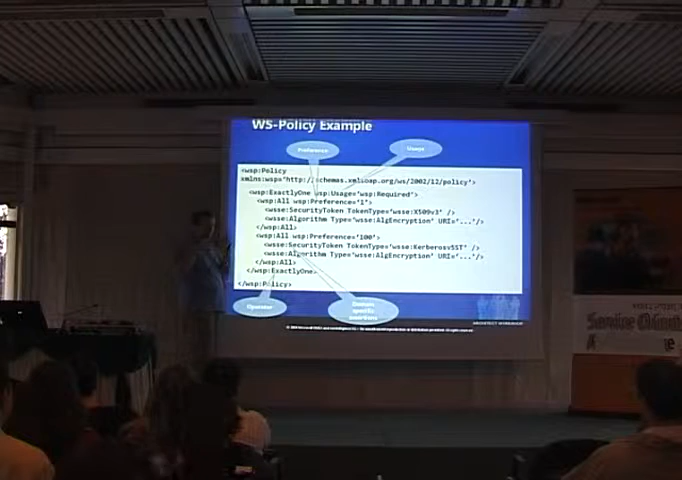 WS-Policy Example
Preference
Usage
<wsp:Policy
xmlns:wsp='http://schemas.xmlsoap.org/ws/2002/12/policy'>
<wsp:ExactlyOne wsp:Usage='wsp:Required'>
<wsp:All wsp:Preference='1'>
<wsse:SecurityToken TokenType='wsse:X509v3' />
<wsse:Algorithm Type='wsse:AlgEncryption' URI='...'/>
</wsp:All>
<wsp:All wsp:Preference='100'>
<wsse:SecurityToken TokenType='wsse:Kerberosv5ST' />
<wsse:Algorithm Type='wsse:AlgEncryption' URI='...'/>
</wsp:All>
</wsp:ExactlyOne>
</wsp:Policy>
Operator
Domain
specific
assertions
ARCHITECT WORKSHOP
Service